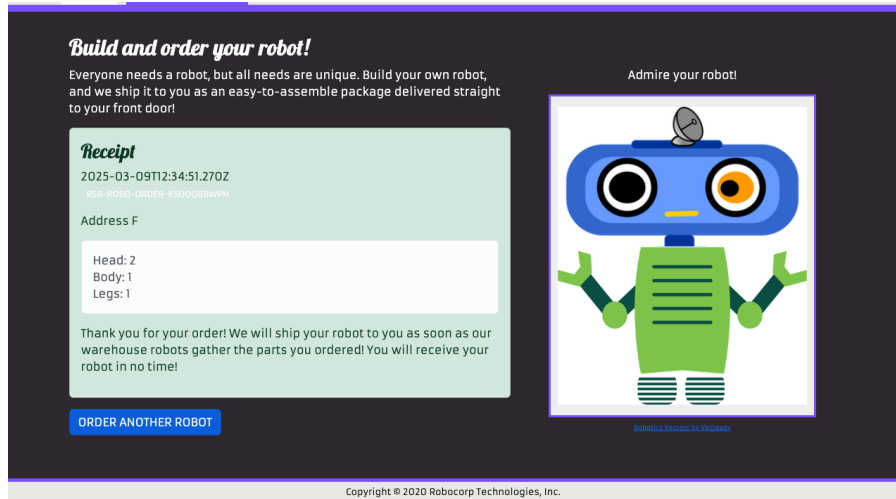 Build and order your robot!
Everyone needs a robot, but all needs are unique. Build your own robot,
and we ship it to you as an easy-to-assemble package delivered straight
to your front door!
Receipt
2025-03-09T12:34:51.270Z
RSB-ROBO-ORDER-K5OOQ6BWPH
Address F
Head: 2
Body: 1
Legs: 1
Thank you for your order! We will ship your robot to you as soon as our
warehouse robots gather the parts you ordered! You will receive your
robot in no time!
ORDER ANOTHER ROBOT
Admire your robot!
Robotics Vectors by Vecteezy
Copyright © 2020 Robocorp Technologies, Inc.